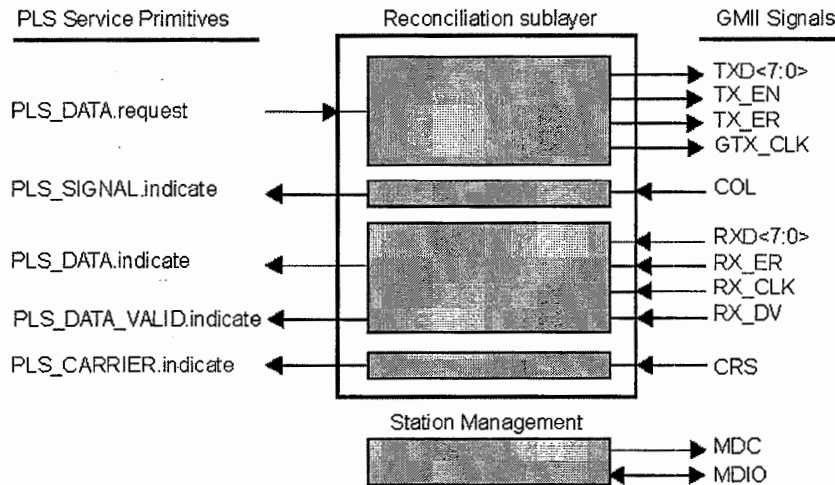 PLS Service Primitives
Reconciliation sublayer
GMII Signals
PLS_DATA.request
TXD<7:0>
TX_EN
TX_ER
GTX_CLK
PLS_SIGNAL.indicate
COL
PLS_DATA.indicate
RXD<7:0>
RX_ER
RX_CLK
RX_DV
PLS_DATA_VALID.indicate
PLS_CARRIER.indicate
CRS
Station Management
MDC
MDIO